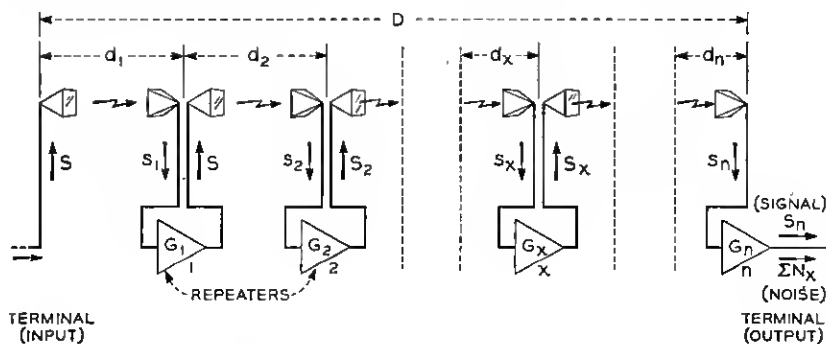 D
d₁ d₂ dₓ dₙ
S s₁ S s₂ S₂ sₓ Sₓ sₙ
(SIGNAL)
Sₙ
G₁ G₂ Gₓ Gₙ
1 2 x n
ΣNₓ
REPEATERS
(NOISE)
TERMINAL
(INPUT)
TERMINAL
(OUTPUT)